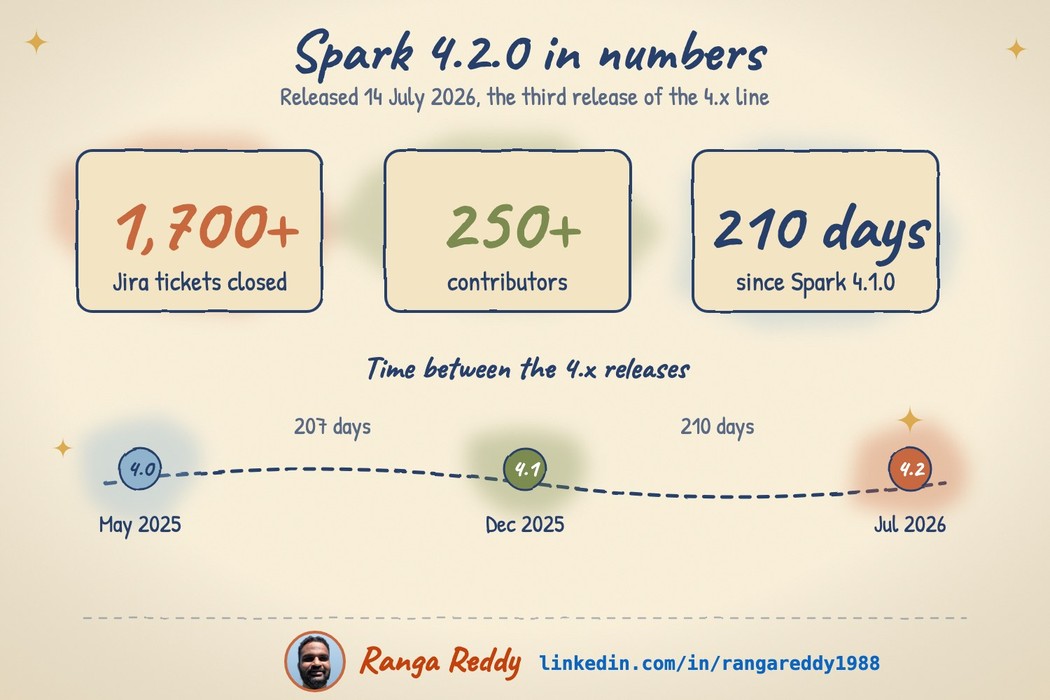 Spark 4.2.0 in numbers
Released 14 July 2026, the third release of the 4.x line
1,700+
Jira tickets closed
250+
contributors
210 days
since Spark 4.1.0
Time between the 4.x releases
207 days
210 days
4.0
4.1
4.2
May 2025
Dec 2025
Jul 2026
Ranga Reddy
linkedin.com/in/rangareddy1988